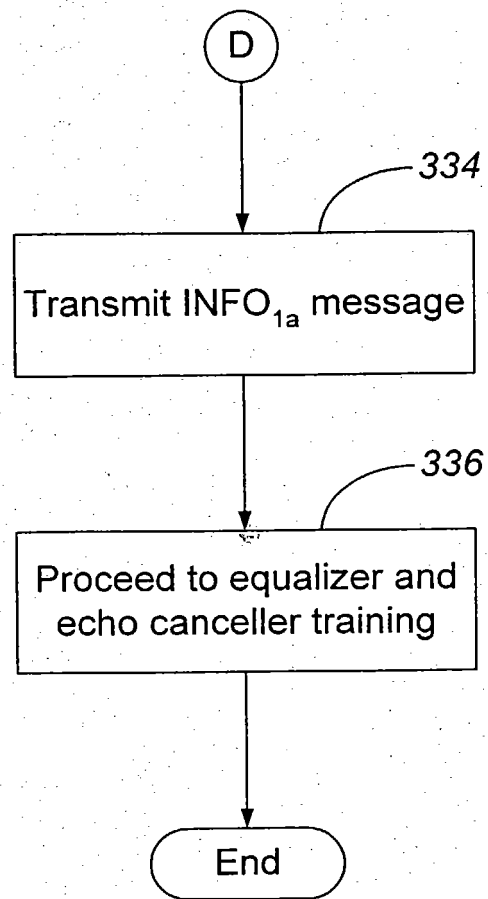 D
334
Transmit INFO1a message
336
Proceed to equalizer and
echo canceller training
End